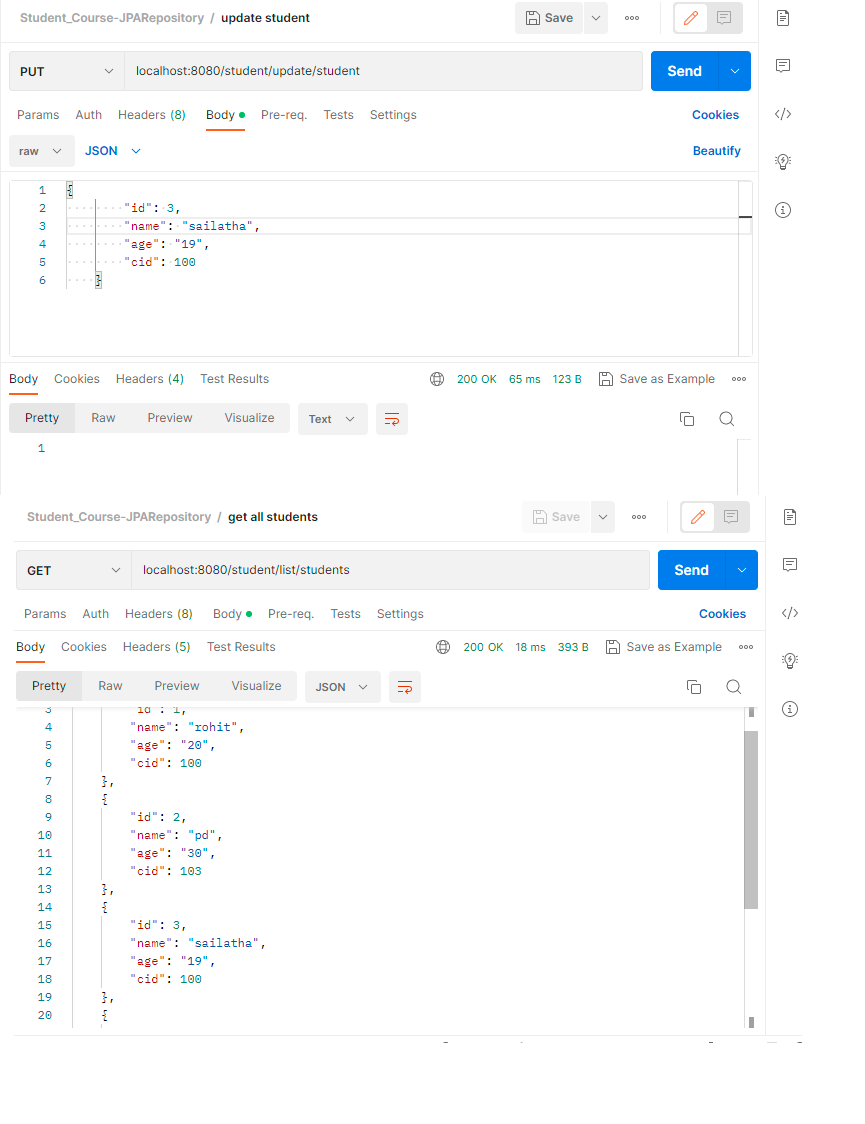 Student_Course-JPARepository / update student Save
PUT localhost:8080/student/update/student Send
Params Auth Headers (8) Body Pre-req. Tests Settings Cookies
raw JSON Beautify
1 {
2 "id": 3,
3 "name": "sailatha",
4 "age": "19",
5 "cid": 100
6 }
Body Cookies Headers (4) Test Results 200 OK 65 ms 123 B Save as Example
Pretty Raw Preview Visualize Text
1
Student_Course-JPARepository / get all students Save
GET localhost:8080/student/list/students Send
Params Auth Headers (8) Body Pre-req. Tests Settings Cookies
Body Cookies Headers (5) Test Results 200 OK 18 ms 393 B Save as Example
Pretty Raw Preview Visualize JSON
3 "id": 1,
4 "name": "rohit",
5 "age": "20",
6 "cid": 100
7 },
8 {
9 "id": 2,
10 "name": "pd",
11 "age": "30",
12 "cid": 103
13 },
14 {
15 "id": 3,
16 "name": "sailatha",
17 "age": "19",
18 "cid": 100
19 },
20 {